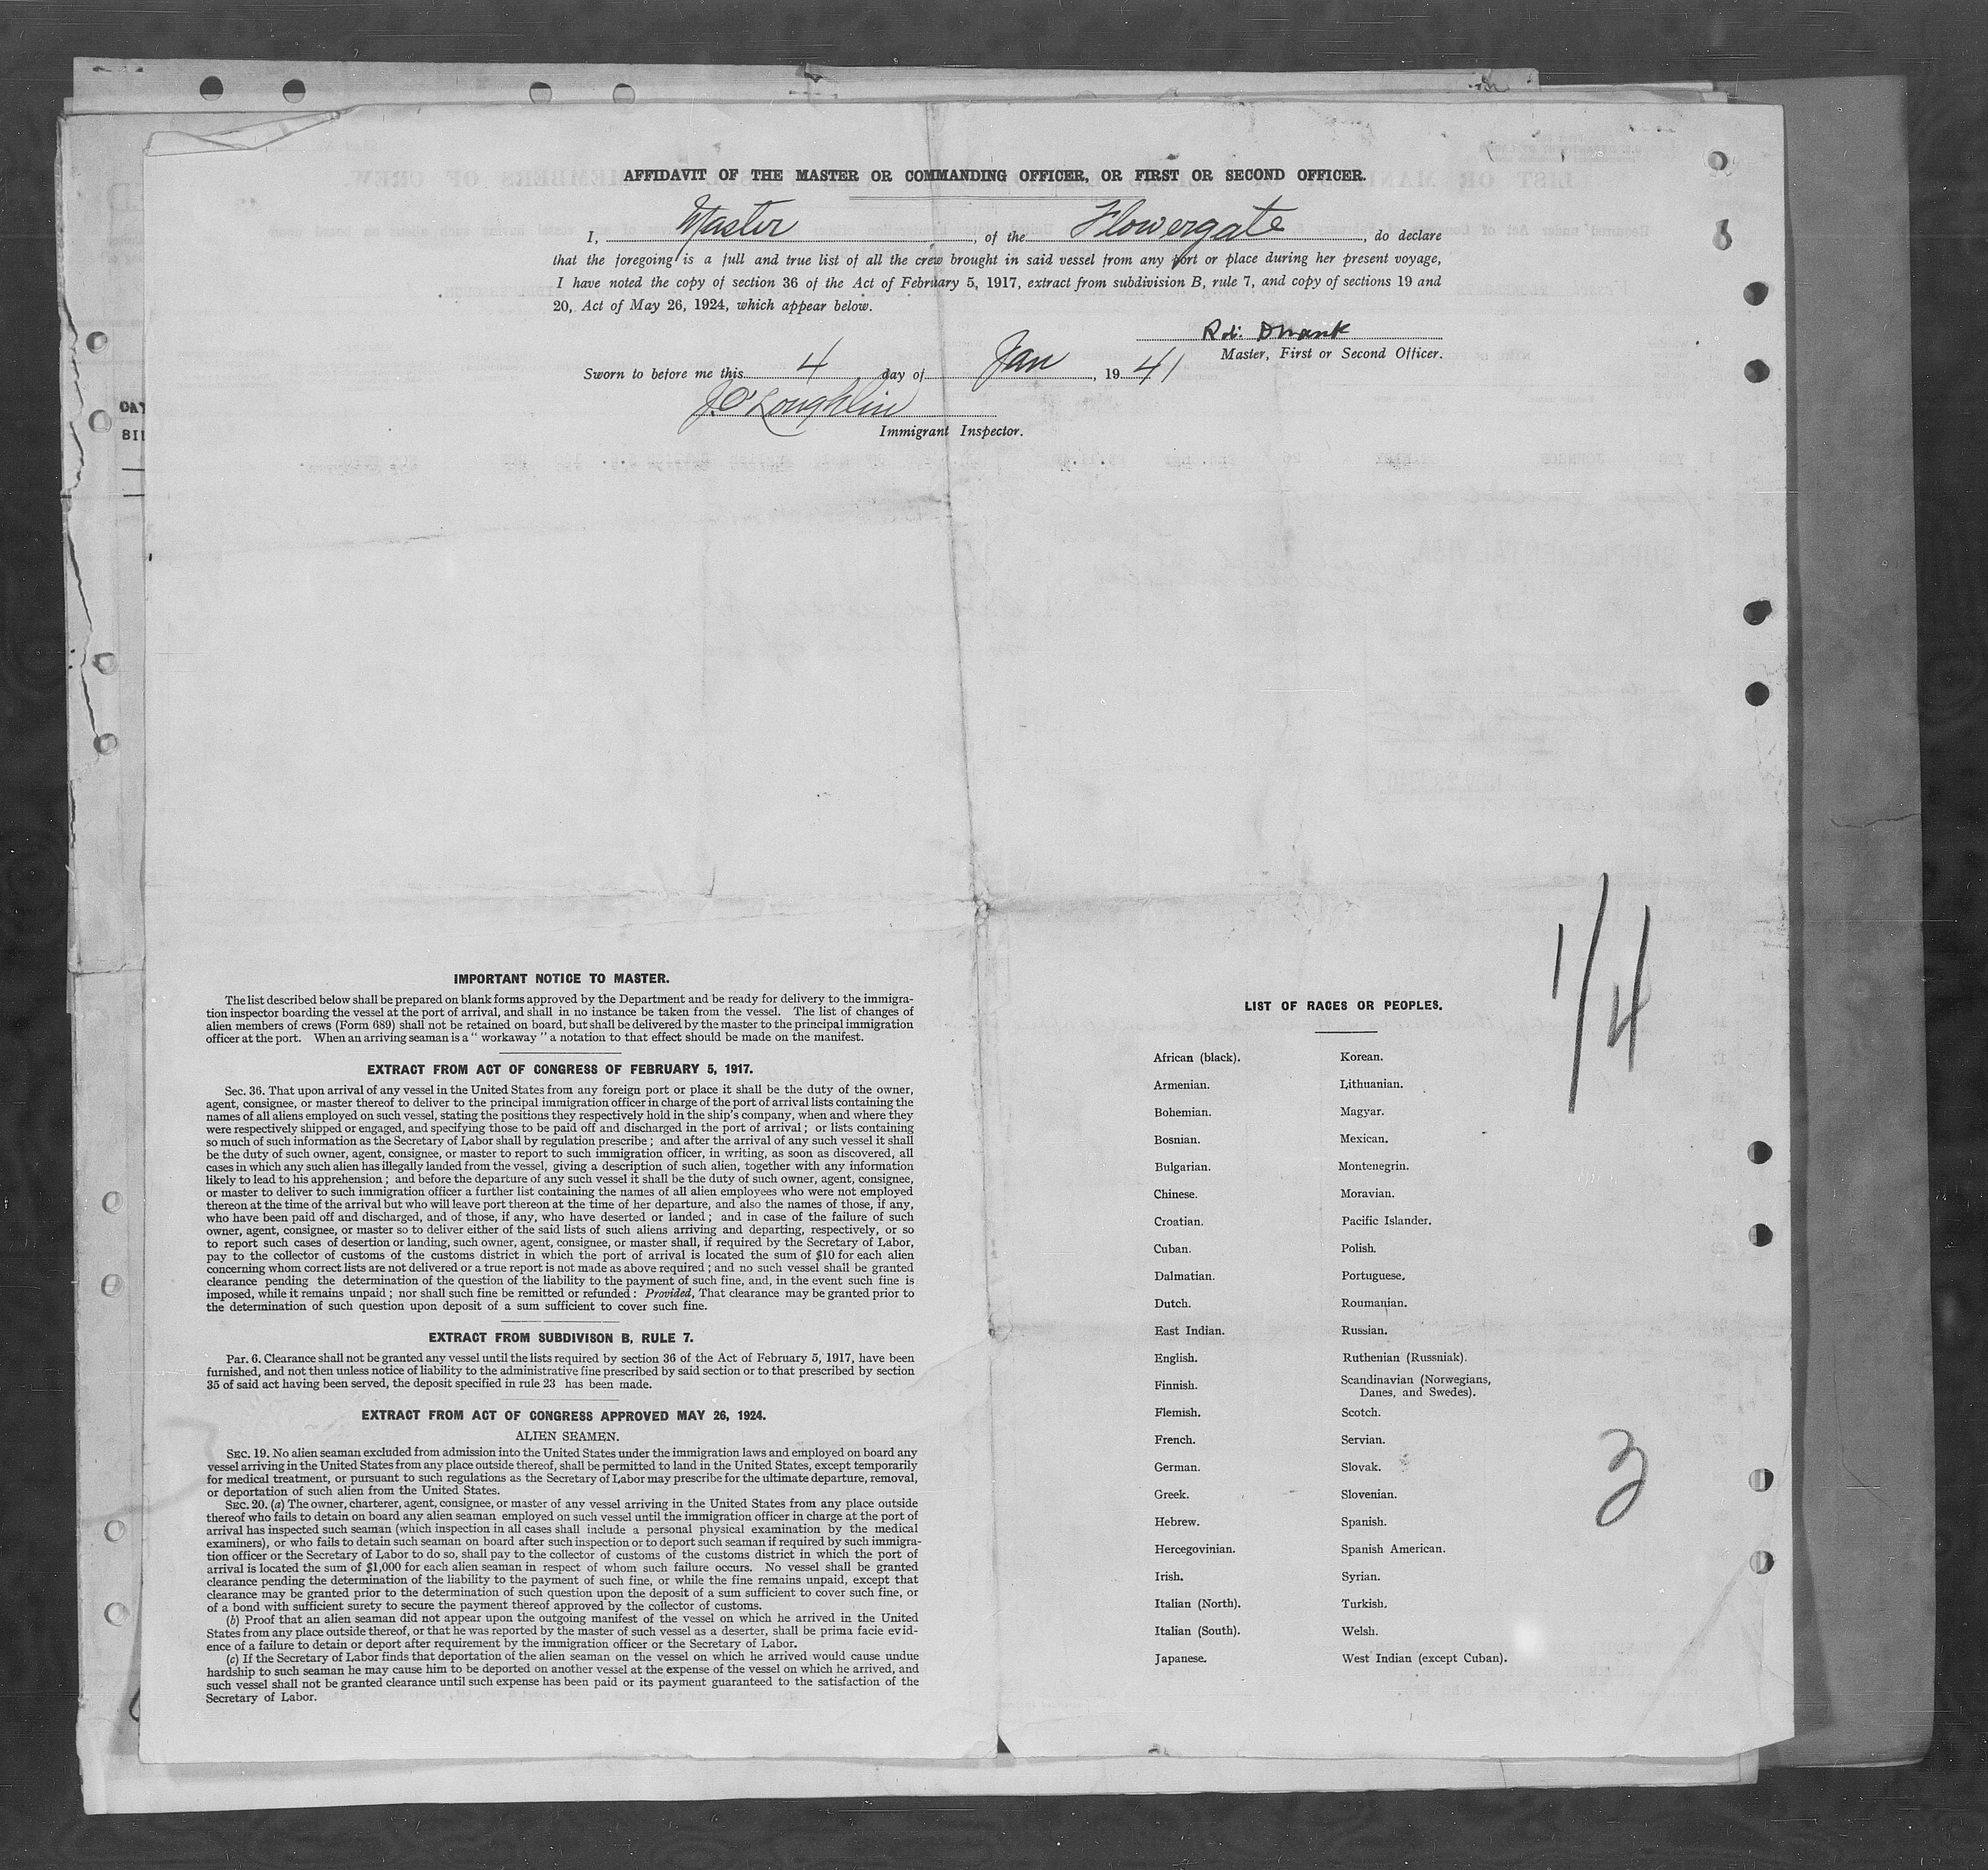 AFFIDAVIT OF THE MASTER OR COMMANDING OFFICER, OR FIRST OR SECOND OFFICER.
I, Master, of the Flowergate, do declare
that the foregoing is a full and true list of all the crew brought in said vessel from any port or place during her present voyage,
I have noted the copy of section 36 of the Act of February 5, 1917, extract from subdivision B, rule 7, and copy of sections 19 and
20, Act of May 26, 1924, which appear below.
Master, First or Second Officer.
Sworn to before me this 4 day of Jan, 1941
J. O'Loughlin
Immigrant Inspector.
1/4
IMPORTANT NOTICE TO MASTER.
The list described below shall be prepared on blank forms approved by the Department and be ready for delivery to the immigra-
tion inspector boarding the vessel at the port of arrival, and shall in no instance be taken from the vessel. The list of changes of
alien members of crews (Form 689) shall not be retained on board, but shall be delivered by the master to the principal immigration
officer at the port. When an arriving seaman is a " workaway " a notation to that effect should be made on the manifest.
EXTRACT FROM ACT OF CONGRESS OF FEBRUARY 5, 1917.
Sec. 36. That upon arrival of any vessel in the United States from any foreign port or place it shall be the duty of the owner,
agent, consignee, or master thereof to deliver to the principal immigration officer in charge of the port of arrival lists containing the
names of all aliens employed on such vessel, stating the positions they respectively hold in the ship's company, when and where they
were respectively shipped or engaged, and specifying those to be paid off and discharged in the port of arrival ; or lists containing
so much of such information as the Secretary of Labor shall by regulation prescribe ; and after the arrival of any such vessel it shall
be the duty of such owner, agent, consignee, or master to report to such immigration officer, in writing, as soon as discovered, all
cases in which any such alien has illegally landed from the vessel, giving a description of such alien, together with any information
likely to lead to his apprehension ; and before the departure of any such vessel it shall be the duty of such owner, agent, consignee,
or master to deliver to such immigration officer a further list containing the names of all alien employees who were not employed
thereon at the time of the arrival but who will leave port thereon at the time of her departure, and also the names of those, if any,
who have been paid off and discharged, and of those, if any, who have deserted or landed ; and in case of the failure of such
owner, agent, consignee, or master so to deliver either of the said lists of such aliens arriving and departing, respectively, or so
to report such cases of desertion or landing, such owner, agent, consignee, or master shall, if required by the Secretary of Labor,
pay to the collector of customs of the customs district in which the port of arrival is located the sum of $10 for each alien
concerning whom correct lists are not delivered or a true report is not made as above required ; and no such vessel shall be granted
clearance pending the determination of the question of the liability to the payment of such fine, and, in the event such fine is
imposed, while it remains unpaid ; nor shall such fine be remitted or refunded : Provided, That clearance may be granted prior to
the determination of such question upon deposit of a sum sufficient to cover such fine.
EXTRACT FROM SUBDIVISON B, RULE 7.
Par. 6. Clearance shall not be granted any vessel until the lists required by section 36 of the Act of February 5, 1917, have been
furnished, and not then unless notice of liability to the administrative fine prescribed by said section or to that prescribed by section
35 of said act having been served, the deposit specified in rule 23 has been made.
EXTRACT FROM ACT OF CONGRESS APPROVED MAY 26, 1924.
ALIEN SEAMEN.
SEC. 19. No alien seaman excluded from admission into the United States under the immigration laws and employed on board any
vessel arriving in the United States from any place outside thereof, shall be permitted to land in the United States, except temporarily
for medical treatment, or pursuant to such regulations as the Secretary of Labor may prescribe for the ultimate departure, removal,
or deportation of such alien from the United States.
SEC. 20. (a) The owner, charterer, agent, consignee, or master of any vessel arriving in the United States from any place outside
thereof who fails to detain on board any alien seaman employed on such vessel until the immigration officer in charge at the port of
arrival has inspected such seaman (which inspection in all cases shall include a personal physical examination by the medical
examiners), or who fails to detain such seaman on board after such inspection or to deport such seaman if required by such immigra-
tion officer or the Secretary of Labor to do so, shall pay to the collector of customs of the customs district in which the port of
arrival is located the sum of $1,000 for each alien seaman in respect of whom such failure occurs. No vessel shall be granted
clearance pending the determination of the liability to the payment of such fine, or while the fine remains unpaid, except that
clearance may be granted prior to the determination of such question upon the deposit of a sum sufficient to cover such fine, or
of a bond with sufficient surety to secure the payment thereof approved by the collector of customs.
(b) Proof that an alien seaman did not appear upon the outgoing manifest of the vessel on which he arrived in the United
States from any place outside thereof, or that he was reported by the master of such vessel as a deserter, shall be prima facie evid-
ence of a failure to detain or deport after requirement by the immigration officer or the Secretary of Labor.
(c) If the Secretary of Labor finds that deportation of the alien seaman on the vessel on which he arrived would cause undue
hardship to such seaman he may cause him to be deported on another vessel at the expense of the vessel on which he arrived, and
such vessel shall not be granted clearance until such expense has been paid or its payment guaranteed to the satisfaction of the
Secretary of Labor.
LIST OF RACES OR PEOPLES.
African (black). Korean.
Armenian. Lithuanian.
Bohemian. Magyar.
Bosnian. Mexican.
Bulgarian. Montenegrin.
Chinese. Moravian.
Croatian. Pacific Islander.
Cuban. Polish.
Dalmatian. Portuguese.
Dutch. Roumanian.
East Indian. Russian.
English. Ruthenian (Russniak).
Finnish. Scandinavian (Norwegians,
Danes, and Swedes).
Flemish. Scotch.
French. Servian.
German. Slovak.
Greek. Slovenian.
Hebrew. Spanish.
Hercegovinian. Spanish American.
Irish. Syrian.
Italian (North). Turkish.
Italian (South). Welsh.
Japanese. West Indian (except Cuban).
3